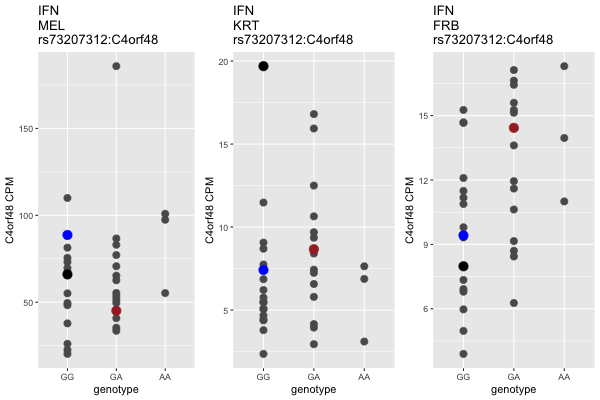 IFN
MEL
rs73207312:C4orf48
C4orf48 CPM
150
100
50
GG GA AA
genotype
IFN
KRT
rs73207312:C4orf48
C4orf48 CPM
20
15
10
5
GG GA AA
genotype
IFN
FRB
rs73207312:C4orf48
C4orf48 CPM
15
12
9
6
GG GA AA
genotype